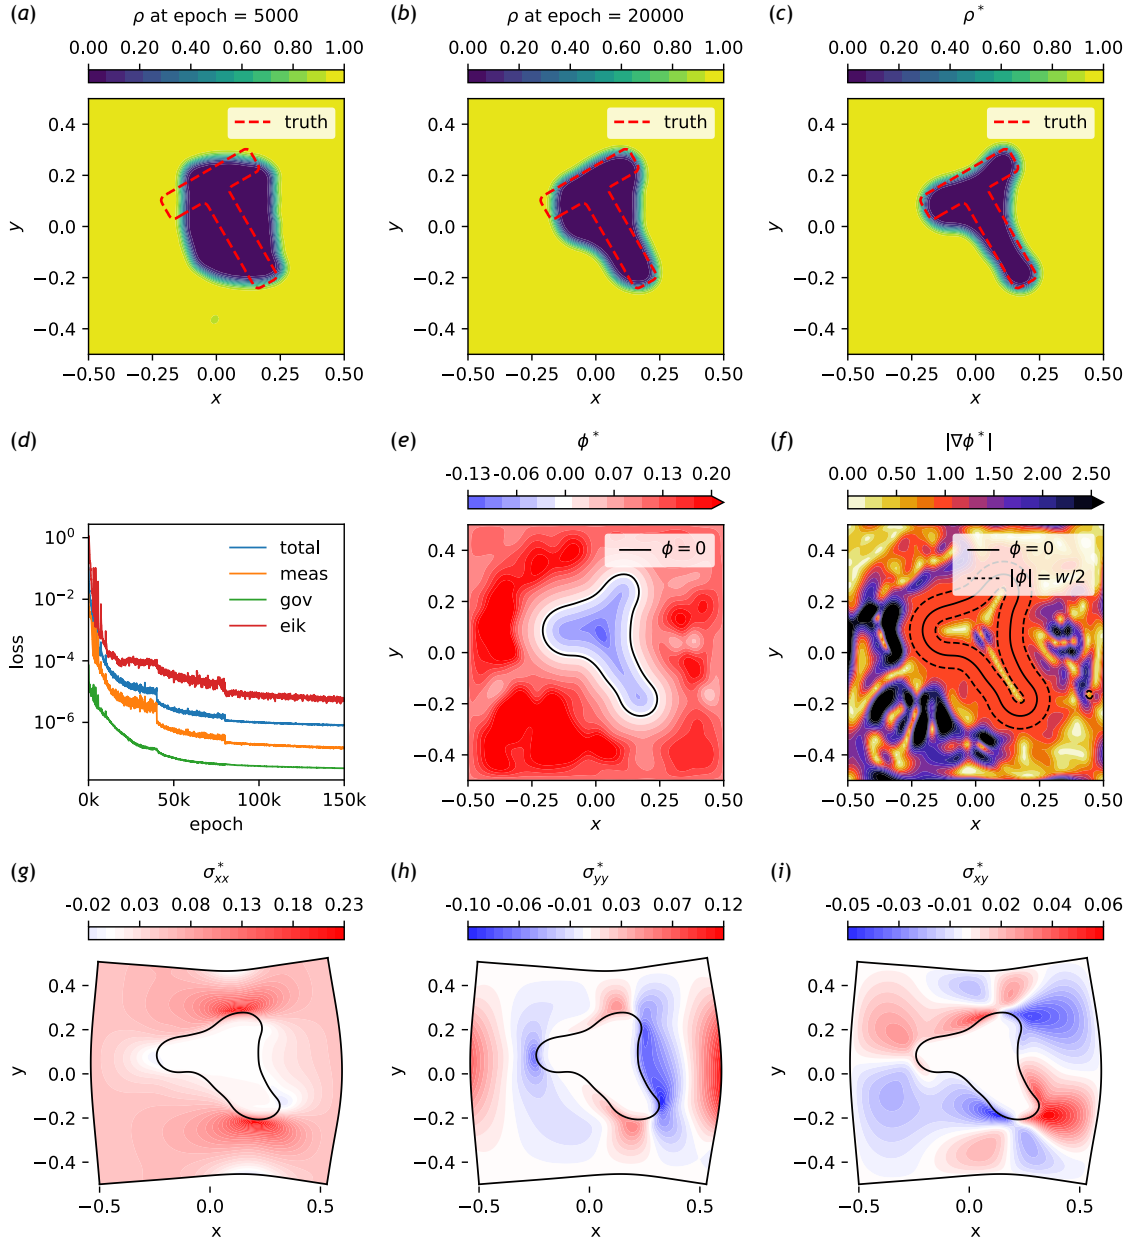 (a) ρ at epoch = 5000
0.00 0.20 0.40 0.60 0.80 1.00
truth
0.4
0.2
0.0
−0.2
−0.4
y
−0.50 −0.25 0.00 0.25 0.50
x
(b) ρ at epoch = 20000
0.00 0.20 0.40 0.60 0.80 1.00
truth
0.4
0.2
0.0
−0.2
−0.4
y
−0.50 −0.25 0.00 0.25 0.50
x
(c) ρ*
0.00 0.20 0.40 0.60 0.80 1.00
truth
0.4
0.2
0.0
−0.2
−0.4
y
−0.50 −0.25 0.00 0.25 0.50
x
(d)
10⁰
10⁻²
10⁻⁴
10⁻⁶
loss
total
meas
gov
eik
0k 50k 100k 150k
epoch
(e) ϕ*
-0.13 -0.06 0.00 0.07 0.13 0.20
ϕ = 0
0.4
0.2
0.0
−0.2
−0.4
y
−0.50 −0.25 0.00 0.25 0.50
x
(f) |∇ϕ*|
0.00 0.50 1.00 1.50 2.00 2.50
ϕ = 0
|ϕ| = w/2
0.4
0.2
0.0
−0.2
−0.4
y
−0.50 −0.25 0.00 0.25 0.50
x
(g) σ*xx
-0.02 0.03 0.08 0.13 0.18 0.23
0.4
0.2
0.0
−0.2
−0.4
y
−0.5 0.0 0.5
x
(h) σ*yy
-0.10 -0.06 -0.01 0.03 0.07 0.12
0.4
0.2
0.0
−0.2
−0.4
y
−0.5 0.0 0.5
x
(i) σ*xy
-0.05 -0.03 -0.01 0.02 0.04 0.06
0.4
0.2
0.0
−0.2
−0.4
y
−0.5 0.0 0.5
x